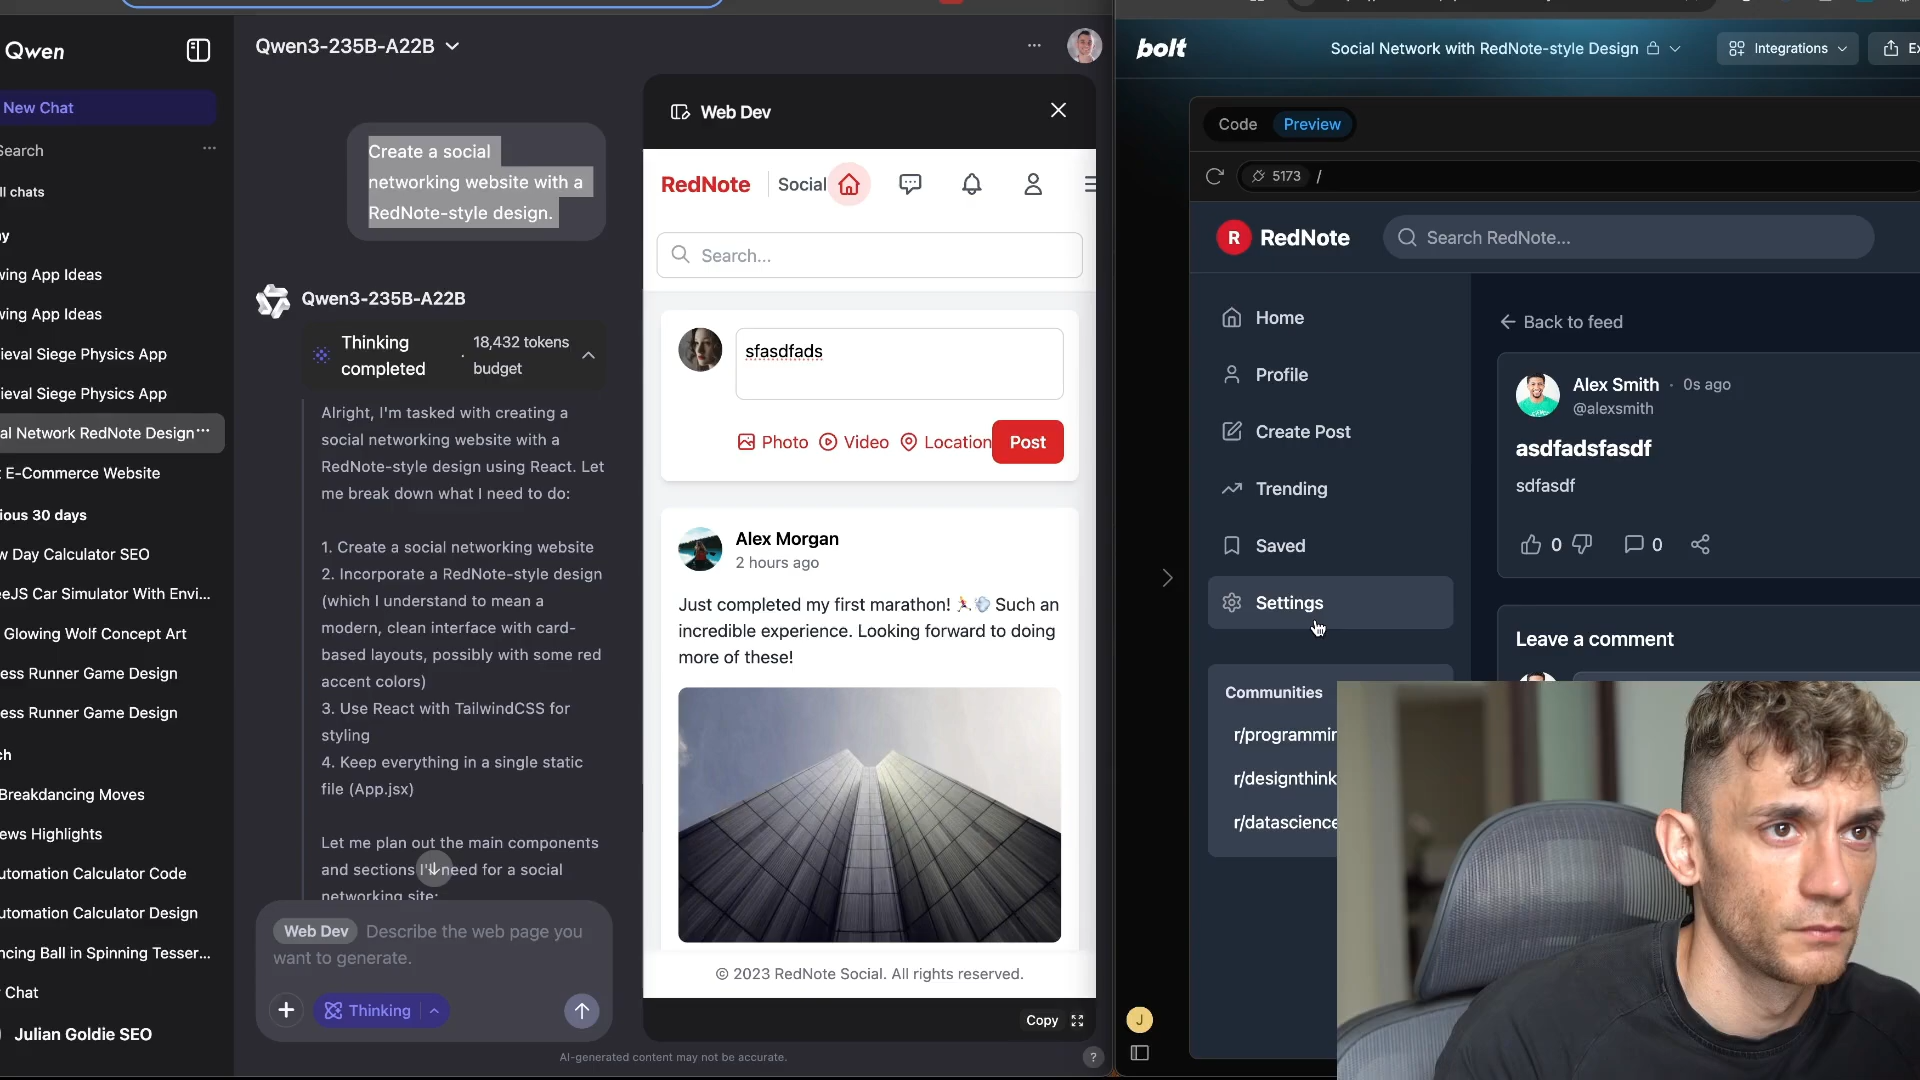 Qwen
New Chat
Search
ll chats
y
wing App Ideas
wing App Ideas
ieval Siege Physics App
ieval Siege Physics App
al Network RedNote Design
E-Commerce Website
ious 30 days
w Day Calculator SEO
eJS Car Simulator With Envi...
Glowing Wolf Concept Art
ess Runner Game Design
ess Runner Game Design
ch
Breakdancing Moves
ews Highlights
utomation Calculator Code
utomation Calculator Design
ncing Ball in Spinning Tesser...
Chat
Julian Goldie SEO
Qwen3-235B-A22B
Create a social
networking website with a
RedNote-style design.
Qwen3-235B-A22B
Thinking
completed
18,432 tokens
budget
Alright, I'm tasked with creating a
social networking website with a
RedNote-style design using React. Let
me break down what I need to do:
1. Create a social networking website
2. Incorporate a RedNote-style design
(which I understand to mean a
modern, clean interface with card-
based layouts, possibly with some red
accent colors)
3. Use React with TailwindCSS for
styling
4. Keep everything in a single static
file (App.jsx)
Let me plan out the main components
and sections I'll need for a social
networking site:
Web Dev Describe the web page you
want to generate.
Thinking
AI-generated content may not be accurate.
?
Web Dev
RedNote
Social
Search...
sfasdfads
Photo
Video
Location
Post
Alex Morgan
2 hours ago
Just completed my first marathon! 🏃💨 Such an
incredible experience. Looking forward to doing
more of these!
© 2023 RedNote Social. All rights reserved.
Copy
bolt
Social Network with RedNote-style Design
Integrations
Ex
Code
Preview
5173
/
R
RedNote
Search RedNote...
Home
Profile
Create Post
Trending
Saved
Settings
Communities
r/programmin
r/designthink
r/datascience
Back to feed
Alex Smith · 0s ago
@alexsmith
asdfadsfasdf
sdfasdf
0
0
Leave a comment
J